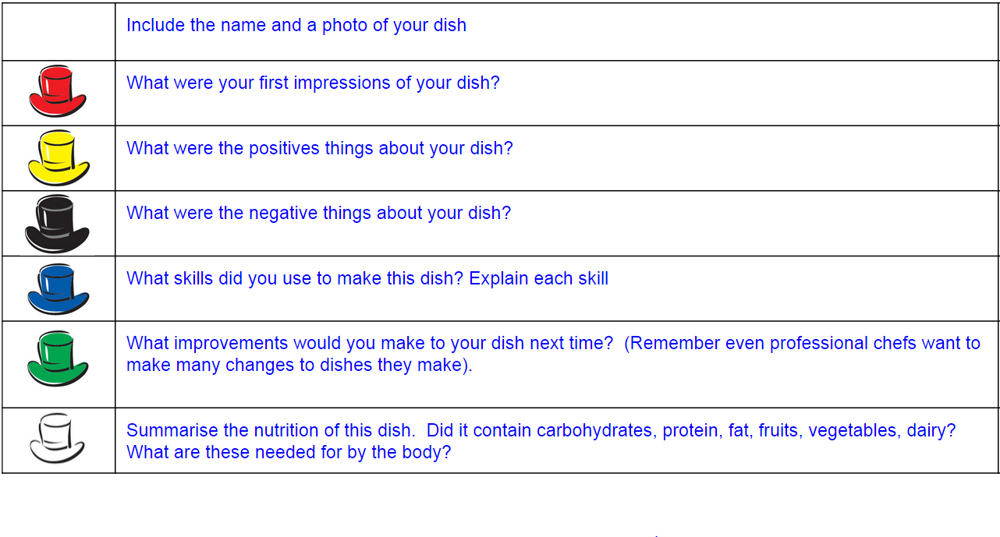 Include the name and a photo of your dish
What were your first impressions of your dish?
What were the positives things about your dish?
What were the negative things about your dish?
What skills did you use to make this dish? Explain each skill
What improvements would you make to your dish next time?  (Remember even professional chefs want to
make many changes to dishes they make).
Summarise the nutrition of this dish.  Did it contain carbohydrates, protein, fat, fruits, vegetables, dairy?
What are these needed for by the body?